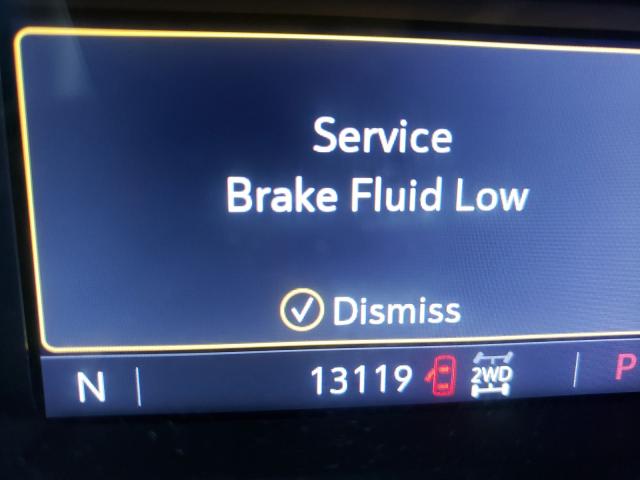 Service
Brake Fluid Low
Dismiss
N 13119 2WD P